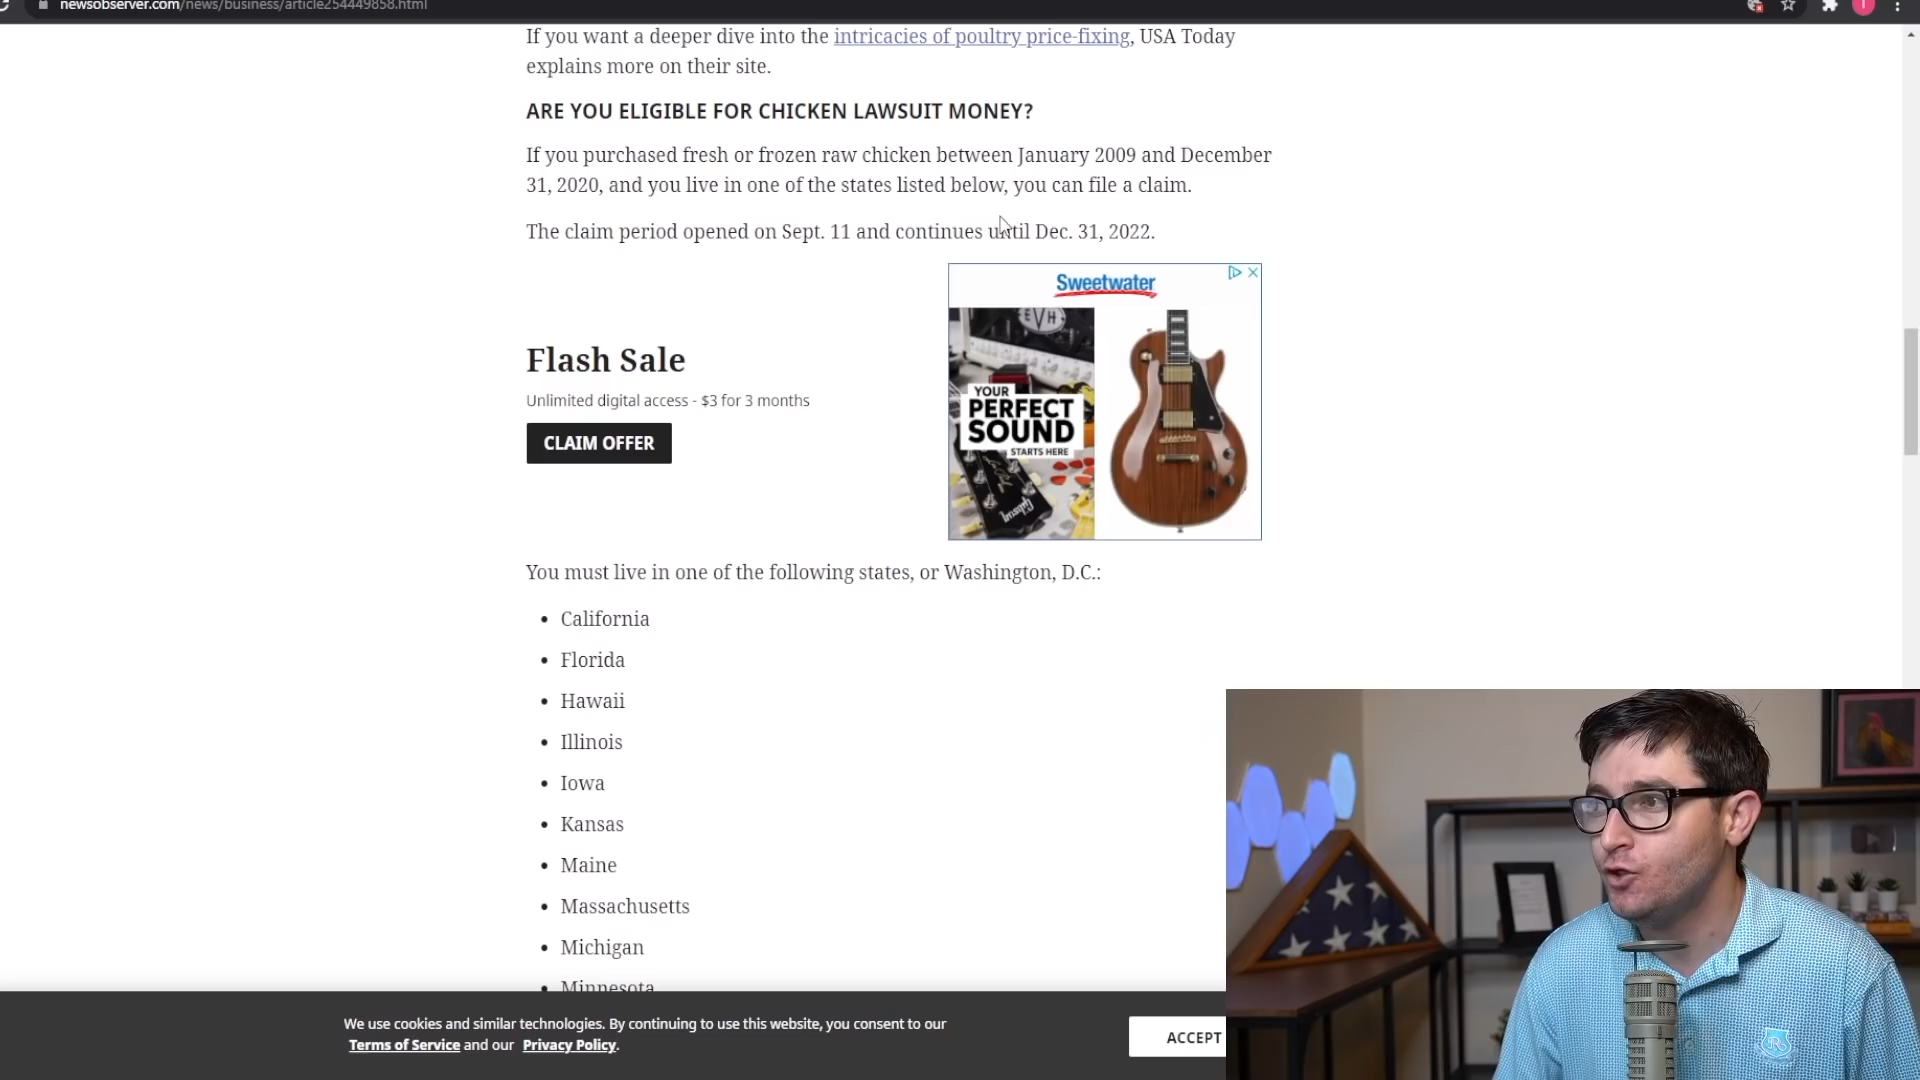 newsobserver.com/news/business/article254449858.html
If you want a deeper dive into the intricacies of poultry price-fixing, USA Today
explains more on their site.
ARE YOU ELIGIBLE FOR CHICKEN LAWSUIT MONEY?
If you purchased fresh or frozen raw chicken between January 2009 and December
31, 2020, and you live in one of the states listed below, you can file a claim.
The claim period opened on Sept. 11 and continues until Dec. 31, 2022.
Flash Sale
Unlimited digital access - $3 for 3 months
CLAIM OFFER
Sweetwater
EVH
YOUR
PERFECT
SOUND
STARTS HERE
Gibson
You must live in one of the following states, or Washington, D.C.:
• California
• Florida
• Hawaii
• Illinois
• Iowa
• Kansas
• Maine
• Massachusetts
• Michigan
• Minnesota
We use cookies and similar technologies. By continuing to use this website, you consent to our
Terms of Service and our Privacy Policy.
ACCEPT